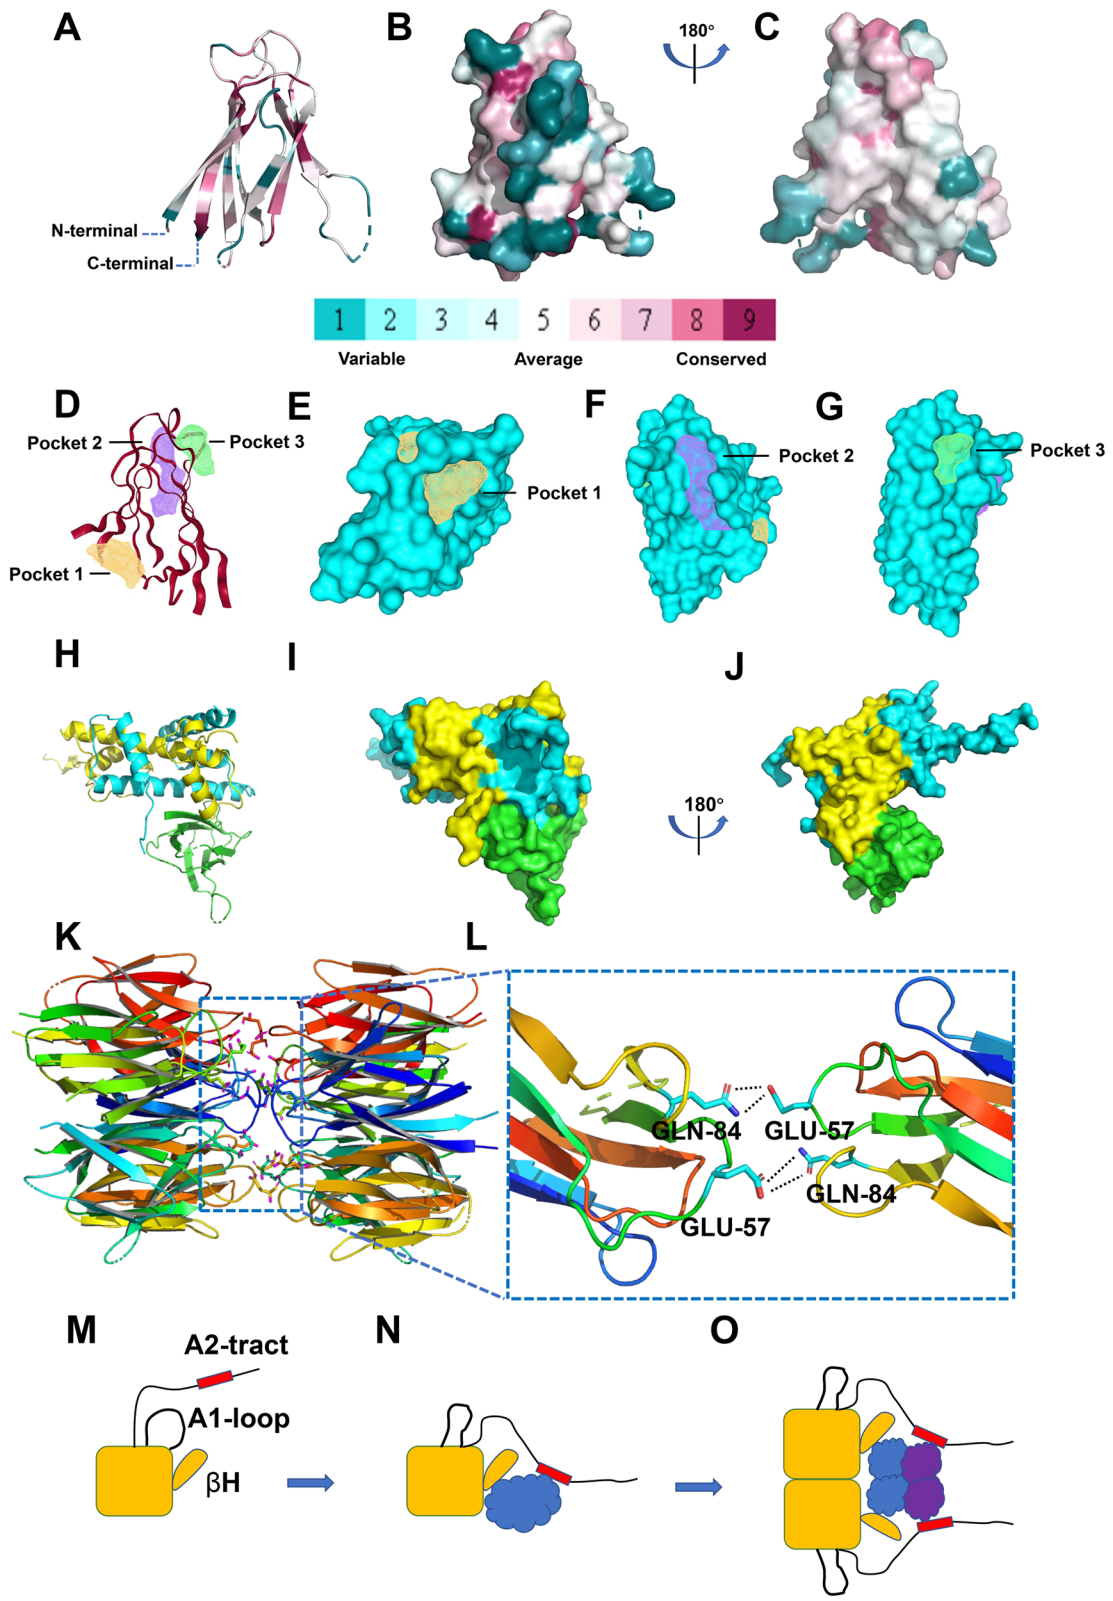 A
B
180°
C
N-terminal
C-terminal
1 2 3 4 5 6 7 8 9
Variable Average Conserved
D
E
F
G
Pocket 2
Pocket 3
Pocket 1
Pocket 1
Pocket 2
Pocket 3
H
I
J
180°
K
L
GLN-84
GLU-57
GLN-84
GLU-57
M
A2-tract
A1-loop
βH
N
O